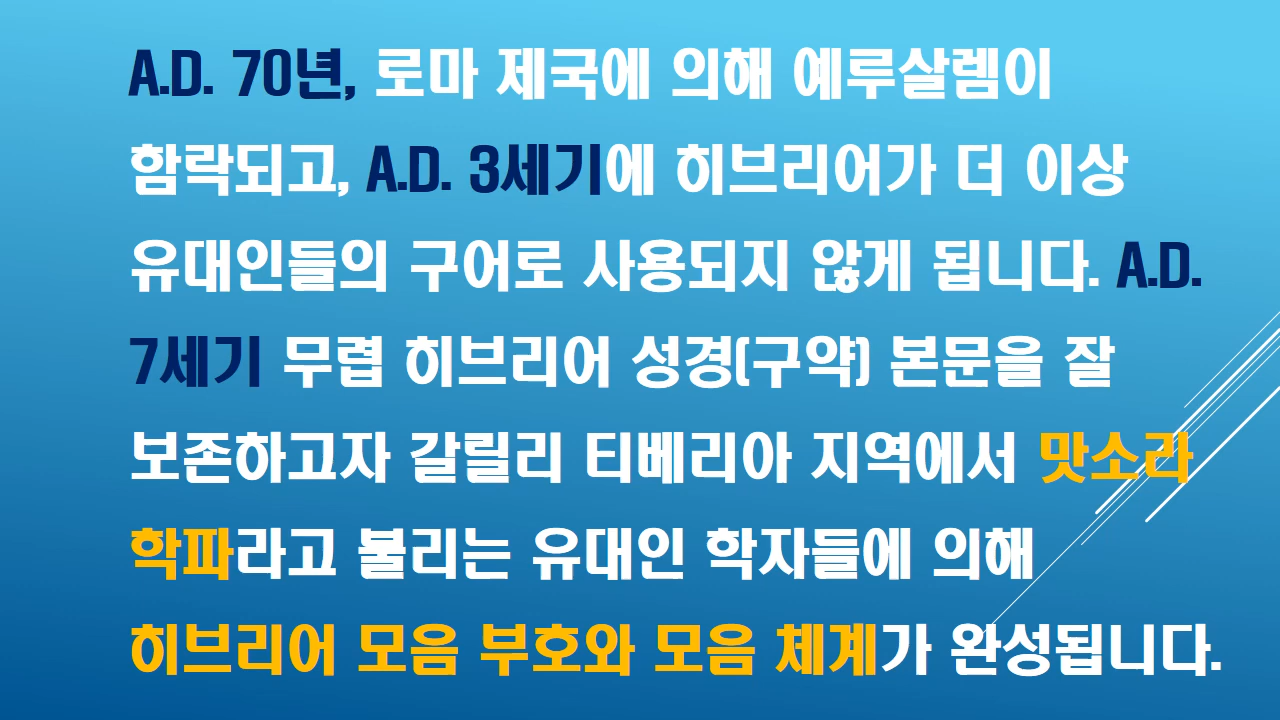 A.D. 70년, 로마 제국에 의해 예루살렘이
함락되고, A.D. 3세기에 히브리어가 더 이상
유대인들의 구어로 사용되지 않게 됩니다. A.D.
7세기 무렵 히브리어 성경(구약) 본문을 잘
보존하고자 갈릴리 티베리아 지역에서 맛소라
학파라고 불리는 유대인 학자들에 의해
히브리어 모음 부호와 모음 체계가 완성됩니다.